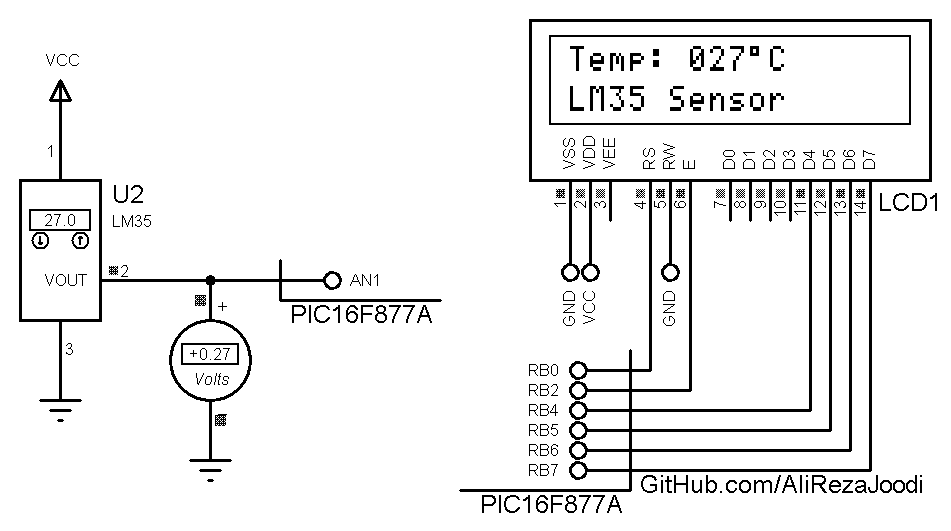 VCC
1
U2
27.0
LM35
VOUT
2
AN1
PIC16F877A
+
+0.27
Volts
3
Temp: 027°C
LM35 Sensor
VSS
VDD
VEE
RS
RW
E
D0
D1
D2
D3
D4
D5
D6
D7
1
2
3
4
5
6
7
8
9
10
11
12
13
14
LCD1
GND
VCC
GND
RB0
RB2
RB4
RB5
RB6
RB7
GitHub.com/AliRezaJoodi
PIC16F877A